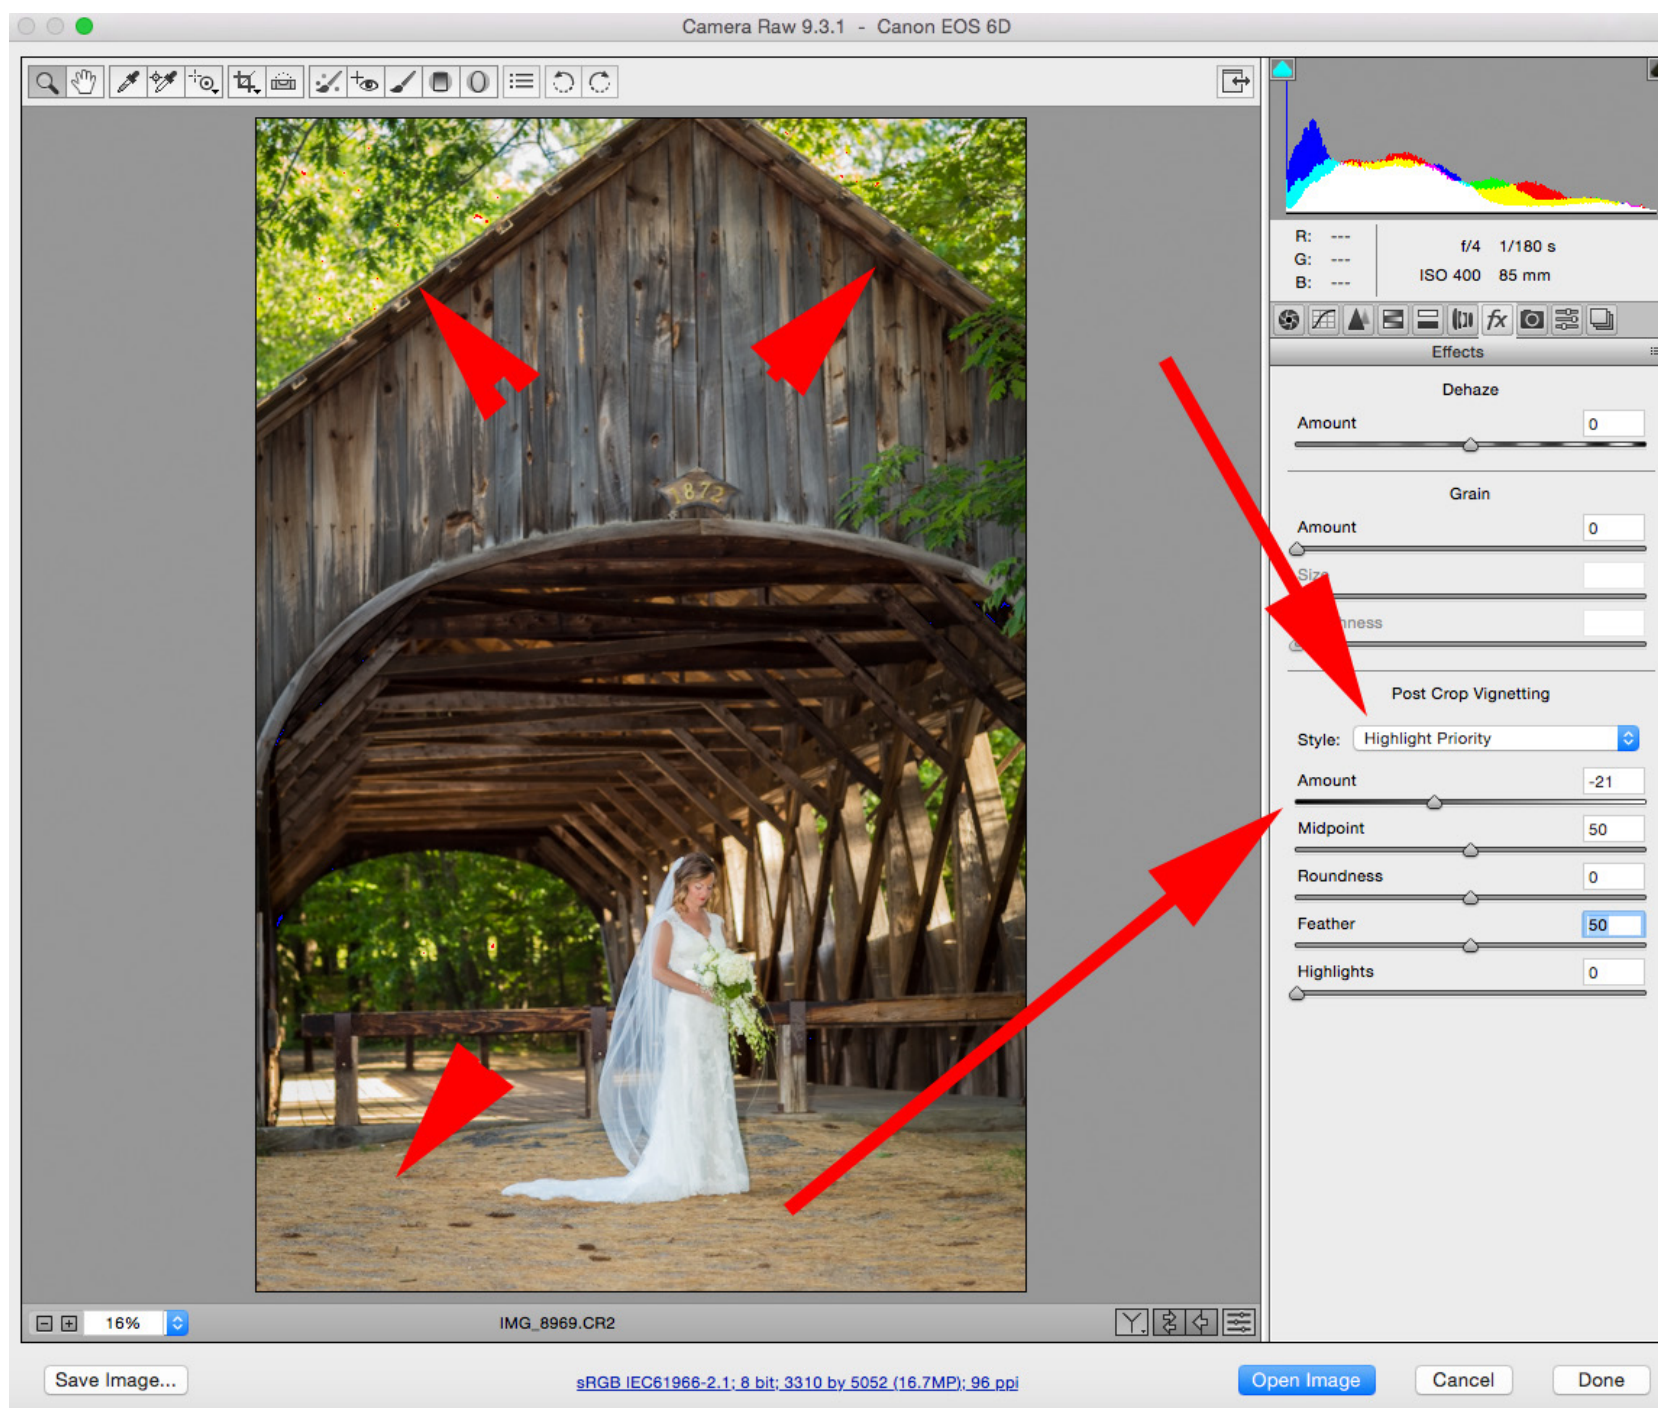 Camera Raw 9.3.1 - Canon EOS 6D
R: ---
G: ---
B: ---
f/4 1/180 s
ISO 400 85 mm
fx
Effects
Dehaze
Amount 0
Grain
Amount 0
Size
Post Crop Vignetting
Style: Highlight Priority
Amount -21
Midpoint 50
Roundness 0
Feather 50
Highlights 0
1872
16%
IMG_8969.CR2
Save Image...
sRGB IEC61966-2.1; 8 bit; 3310 by 5052 (16.7MP); 96 ppi
Open Image
Cancel
Done